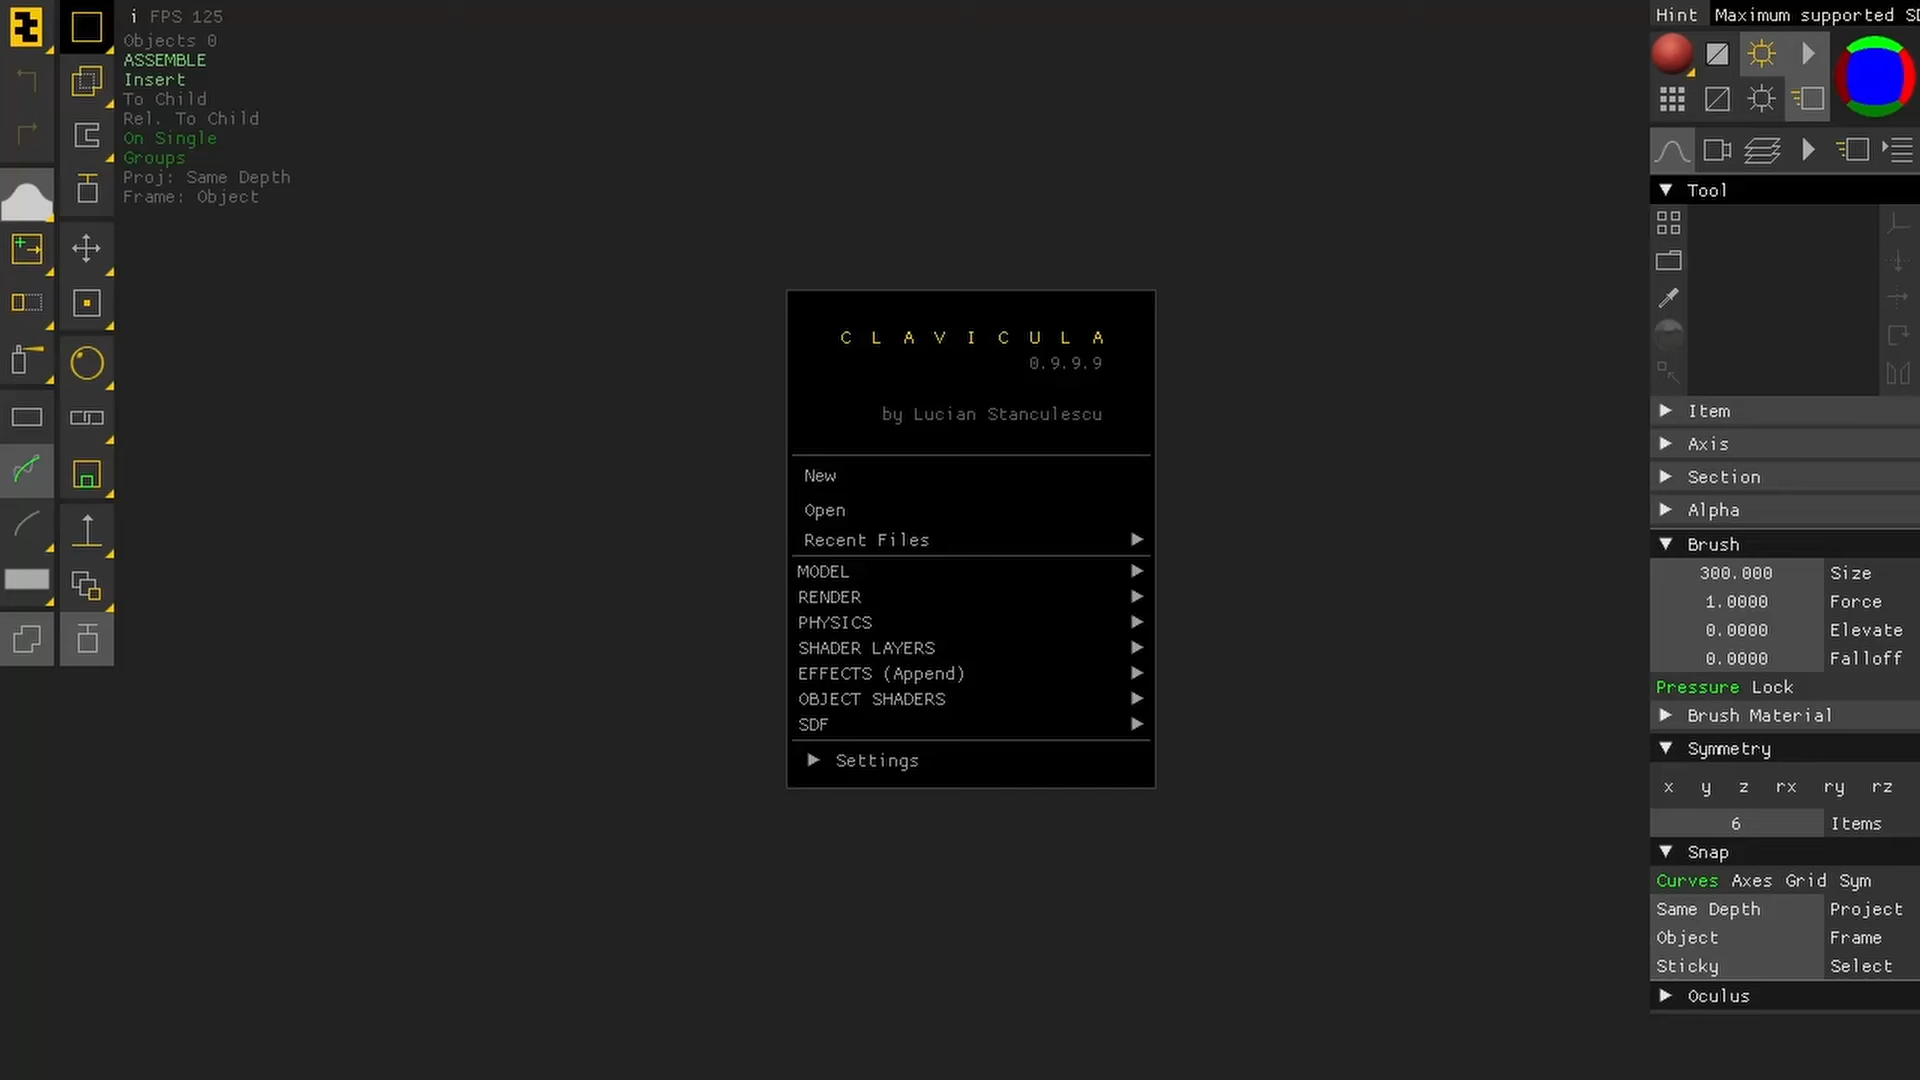 i FPS 125
Objects 0
ASSEMBLE
Insert
To Child
Rel. To Child
On Single
Groups
Proj: Same Depth
Frame: Object
C L A V I C U L A
0.9.9.9
by Lucian Stanculescu
New
Open
Recent Files
MODEL
RENDER
PHYSICS
SHADER LAYERS
EFFECTS (Append)
OBJECT SHADERS
SDF
Settings
Hint Maximum supported SD
Tool
Item
Axis
Section
Alpha
Brush
300.000 Size
1.0000 Force
0.0000 Elevate
0.0000 Falloff
Pressure Lock
Brush Material
Symmetry
x y z rx ry rz
6 Items
Snap
Curves Axes Grid Sym
Same Depth Project
Object Frame
Sticky Select
Oculus